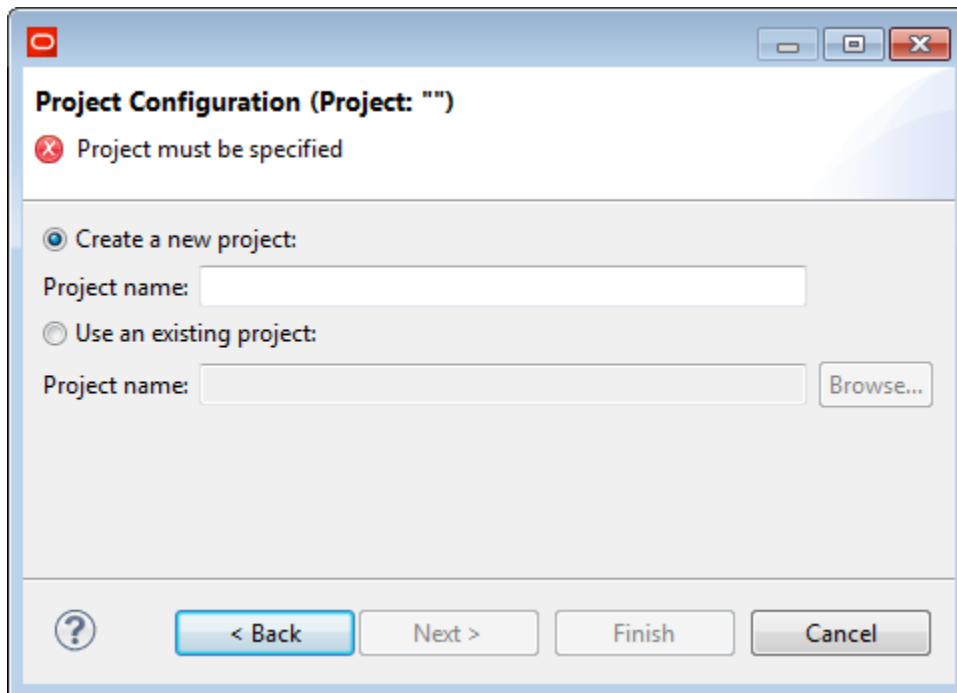 Project Configuration (Project: "")
Project must be specified
Create a new project:
Project name:
Use an existing project:
Project name:
Browse...
?
< Back
Next >
Finish
Cancel